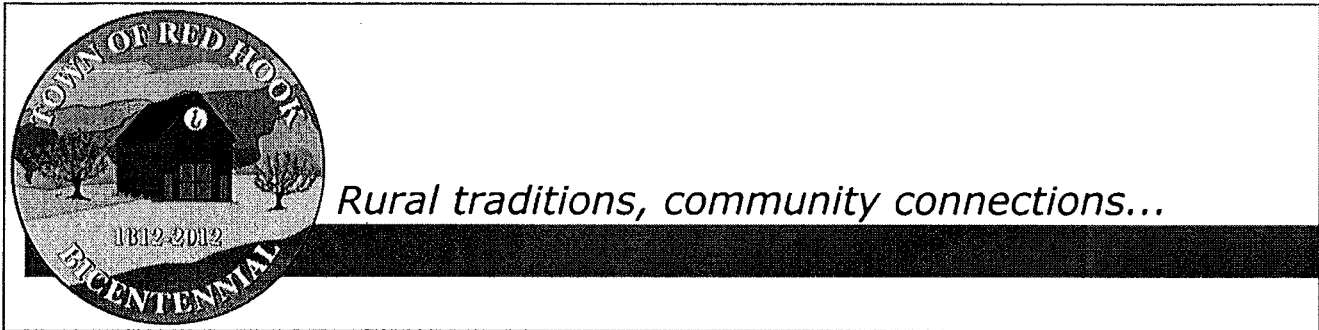 TOWN OF RED HOOK
1812-2012
BICENTENNIAL
Rural traditions, community connections...